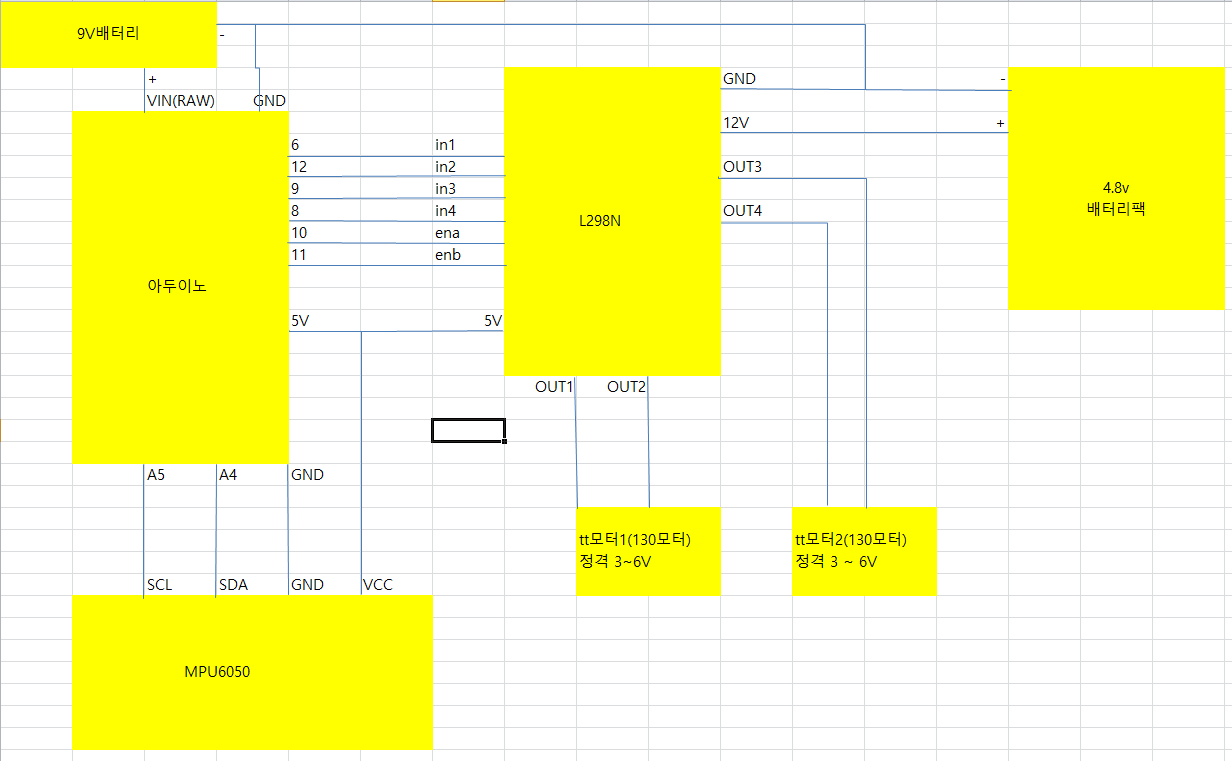 9V배터리
-
+
VIN(RAW)
GND
GND
-
12V
+
6
in1
12
in2
OUT3
9
in3
8
in4
OUT4
10
ena
11
enb
L298N
4.8v
배터리팩
아두이노
5V
5V
OUT1
OUT2
A5
A4
GND
tt모터1(130모터)
정격 3~6V
tt모터2(130모터)
정격 3 ~ 6V
SCL
SDA
GND
VCC
MPU6050